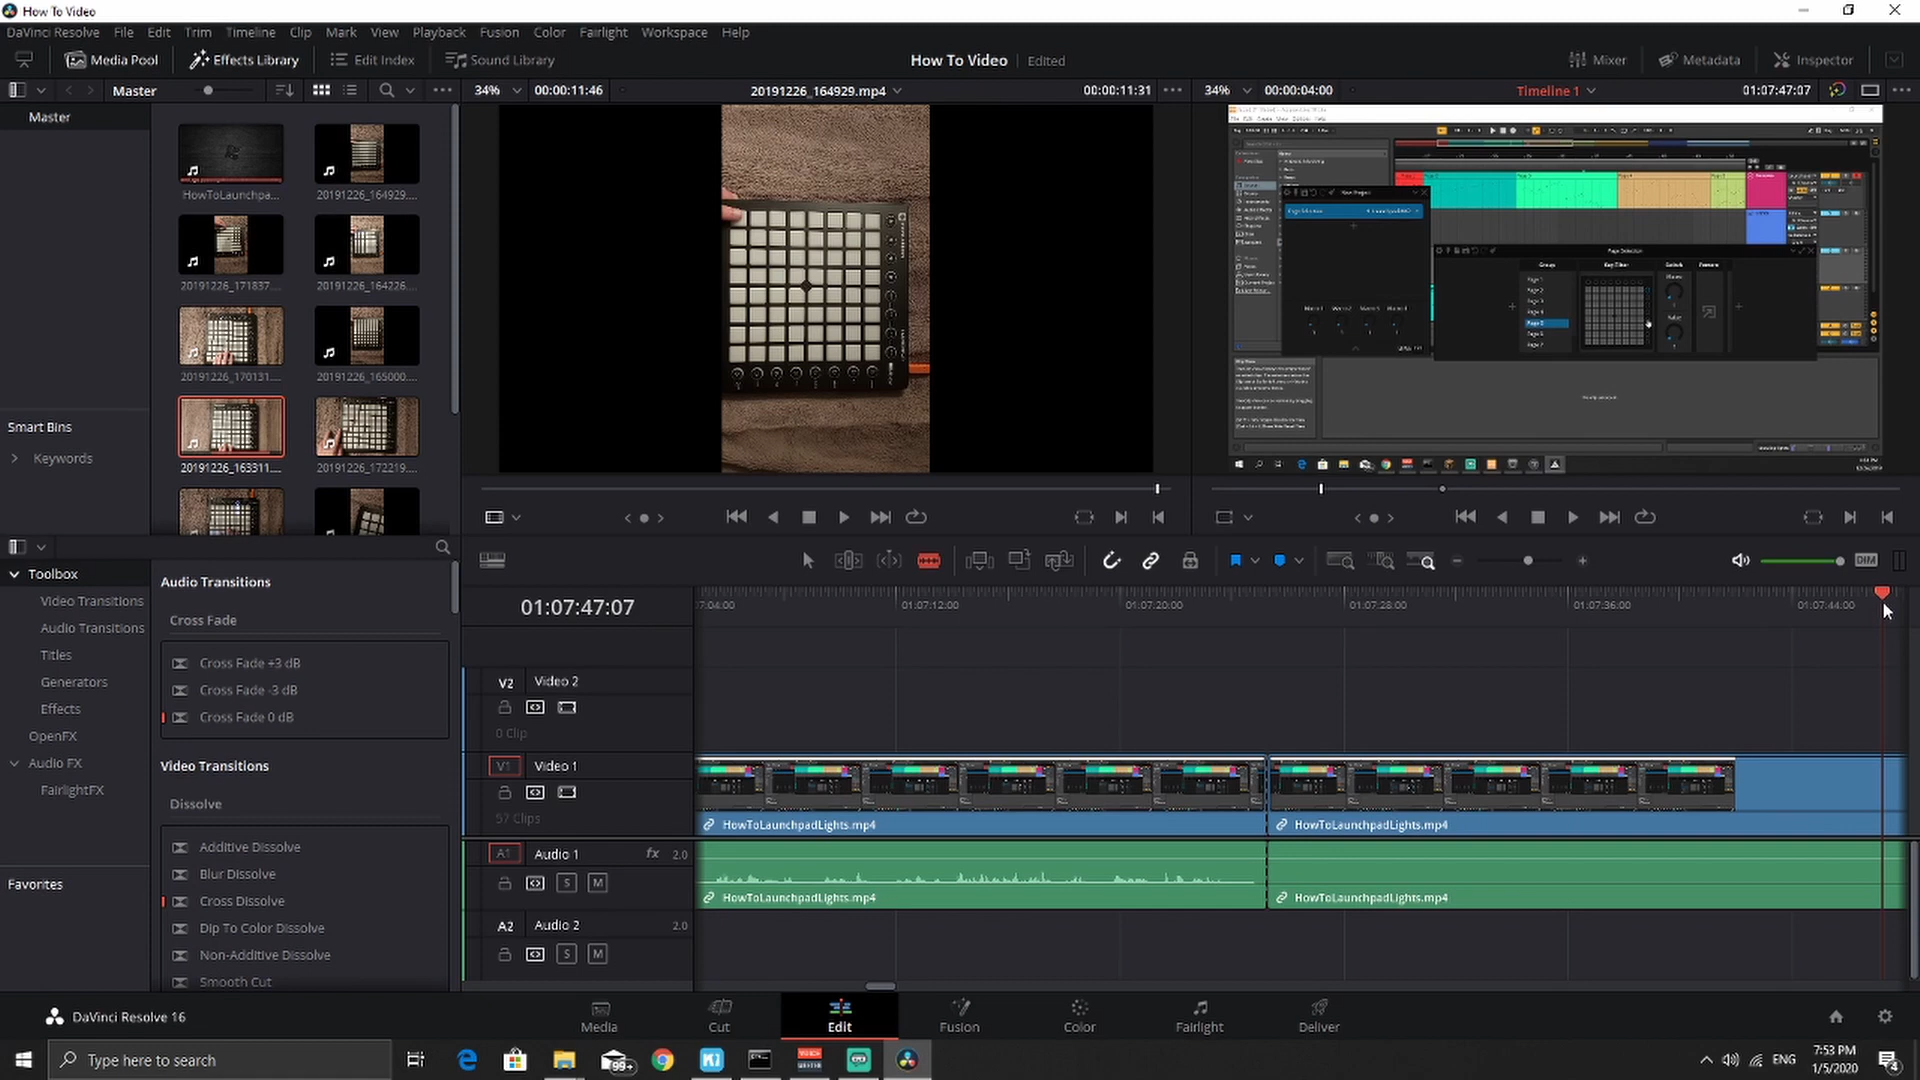 How To Video
DaVinci Resolve File Edit Trim Timeline Clip Mark View Playback Fusion Color Fairlight Workspace Help
Media Pool Effects Library Edit Index Sound Library How To Video Edited Mixer Metadata Inspector
Master 34% 00:00:11:46 20191226_164929.mp4 00:00:11:31 34% 00:00:04:00 Timeline 1 01:07:47:07
Master
HowToLaunchpa... 20191226_164929....
20191226_171837.... 20191226_164226....
20191226_170131.... 20191226_165000....
20191226_163311.... 20191226_172219....
Smart Bins
Keywords
Toolbox
Video Transitions
Audio Transitions
Titles
Generators
Effects
OpenFX
Audio FX
FairlightFX
Favorites
Audio Transitions
Cross Fade
Cross Fade +3 dB
Cross Fade -3 dB
Cross Fade 0 dB
Video Transitions
Dissolve
Additive Dissolve
Blur Dissolve
Cross Dissolve
Dip To Color Dissolve
Non-Additive Dissolve
Smooth Cut
DIM
01:07:47:07 01:07:12:00 01:07:20:00 01:07:28:00 01:07:36:00 01:07:44:00
V2 Video 2
0 Clip
V1 Video 1
57 Clips
HowToLaunchpadLights.mp4 HowToLaunchpadLights.mp4
A1 Audio 1 fx 2.0
S M
HowToLaunchpadLights.mp4 HowToLaunchpadLights.mp4
A2 Audio 2 2.0
S M
DaVinci Resolve 16 Media Cut Edit Fusion Color Fairlight Deliver
Type here to search 99+ ENG 7:53 PM
1/5/2020 4